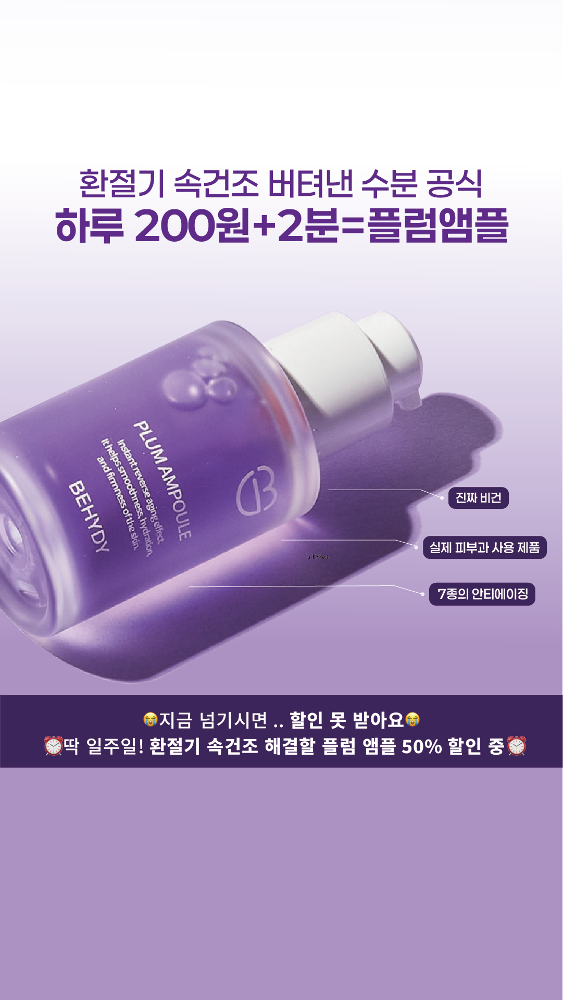 환절기 속건조 버텨낸 수분 공식
하루 200원+2분=플럼앰플
PLUM AMPOULE
Instant reverse aging effect.
It helps smoothness, hydration,
and firmness of the skin.
BEHYDY
진짜 비건
실제 피부과 사용 제품
7종의 안티에이징
😭지금 넘기시면 .. 할인 못 받아요😭
⏰딱 일주일! 환절기 속건조 해결할 플럼 앰플 50% 할인 중⏰